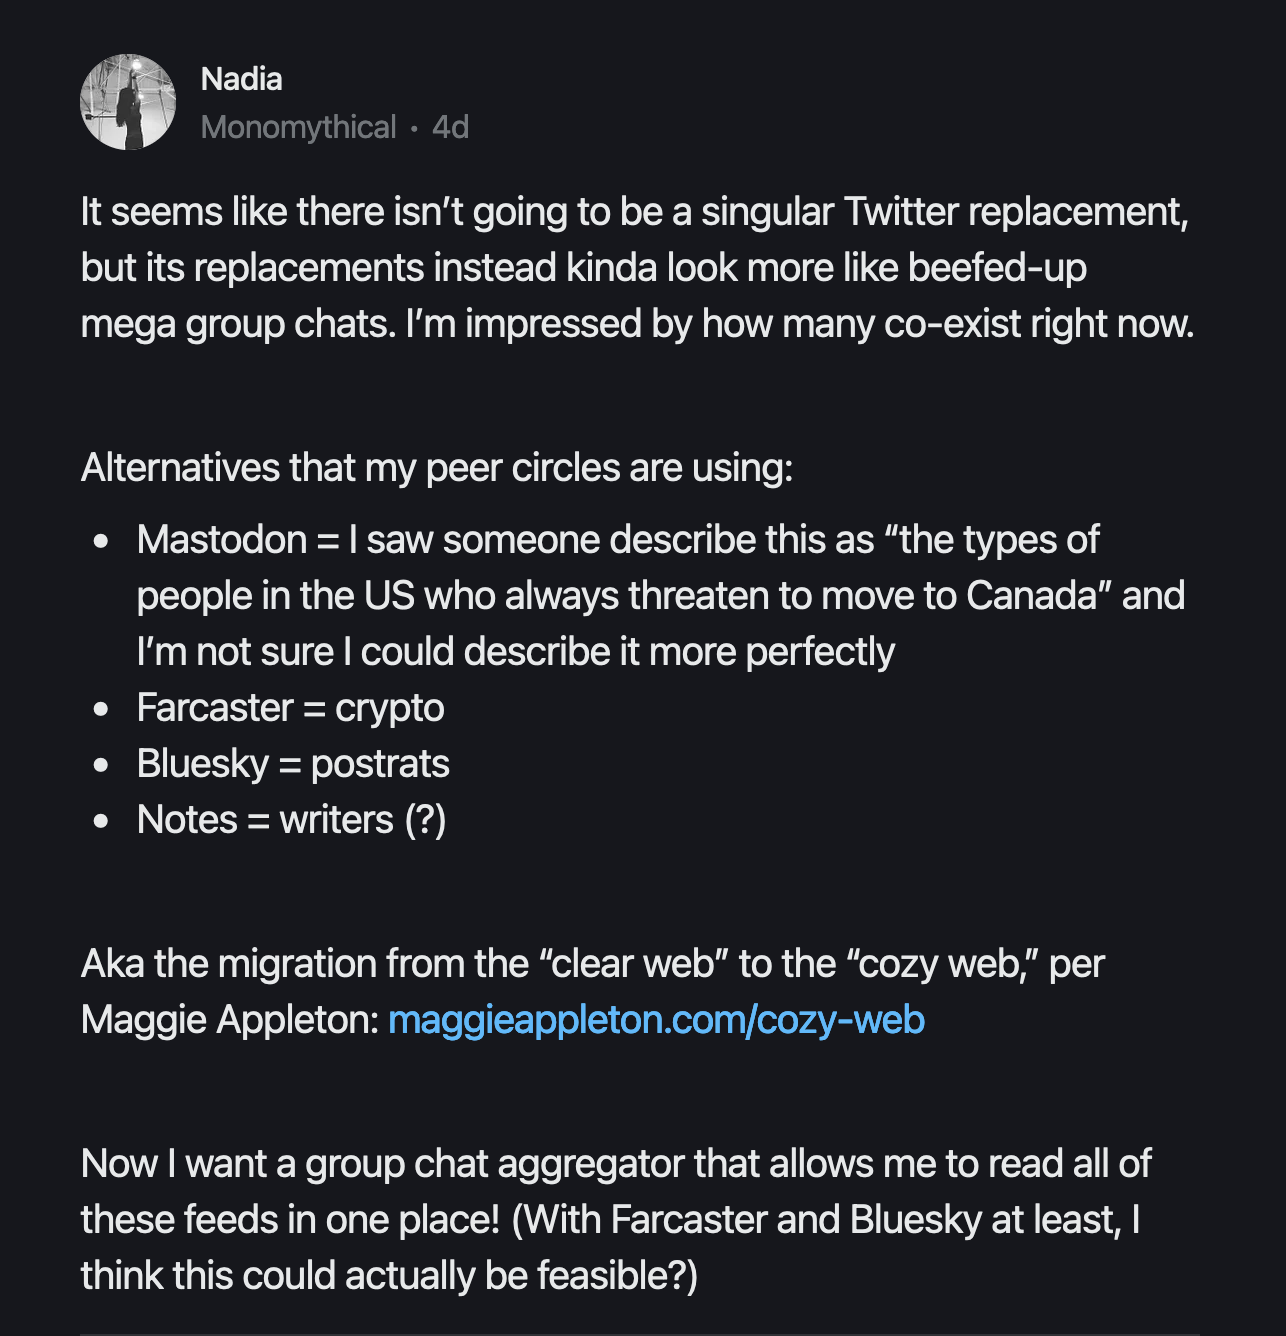 Nadia
Monomythical · 4d
It seems like there isn’t going to be a singular Twitter replacement,
but its replacements instead kinda look more like beefed-up
mega group chats. I’m impressed by how many co-exist right now.
Alternatives that my peer circles are using:
• Mastodon = I saw someone describe this as “the types of
people in the US who always threaten to move to Canada” and
I’m not sure I could describe it more perfectly
• Farcaster = crypto
• Bluesky = postrats
• Notes = writers (?)
Aka the migration from the “clear web” to the “cozy web,” per
Maggie Appleton: maggieappleton.com/cozy-web
Now I want a group chat aggregator that allows me to read all of
these feeds in one place! (With Farcaster and Bluesky at least, I
think this could actually be feasible?)